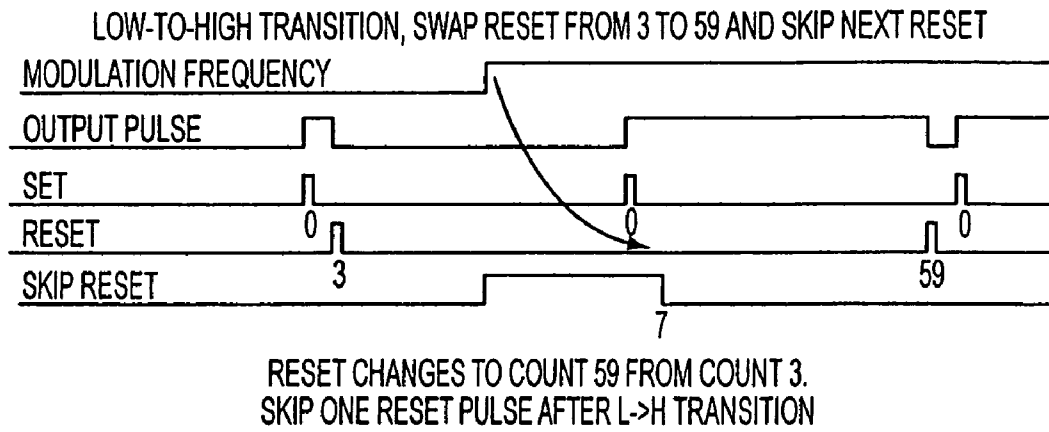 LOW-TO-HIGH TRANSITION, SWAP RESET FROM 3 TO 59 AND SKIP NEXT RESET
MODULATION FREQUENCY
OUTPUT PULSE
SET
0 0 0
RESET
3 59
SKIP RESET
7
RESET CHANGES TO COUNT 59 FROM COUNT 3.
SKIP ONE RESET PULSE AFTER L->H TRANSITION